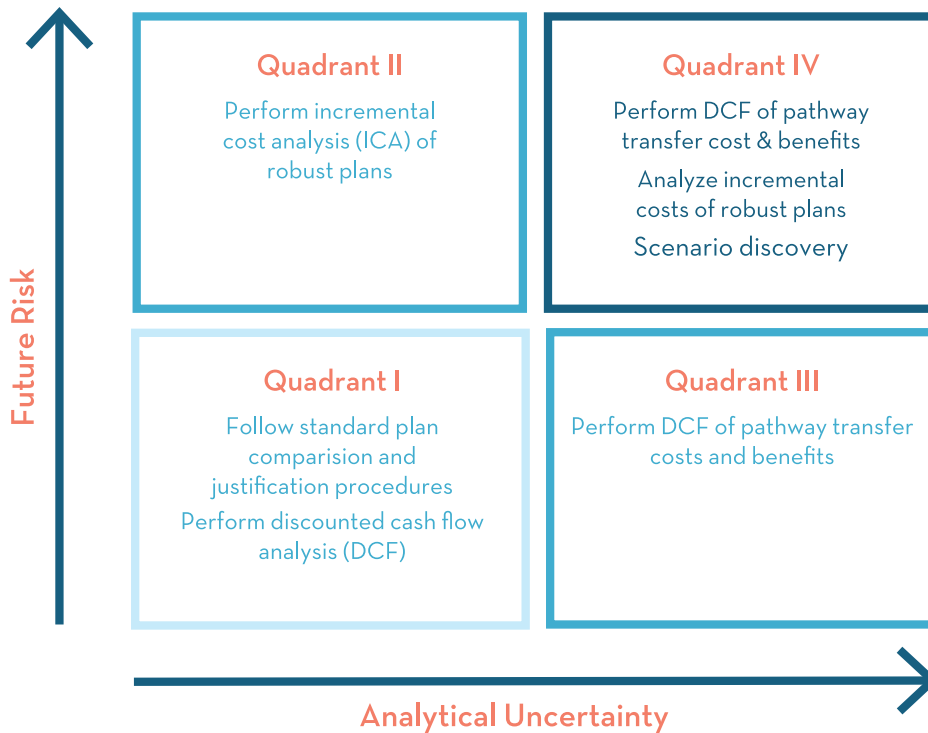 Quadrant II
Perform incremental
cost analysis (ICA) of
robust plans
Quadrant IV
Perform DCF of pathway
transfer cost & benefits
Analyze incremental
costs of robust plans
Scenario discovery
Future Risk
Quadrant I
Follow standard plan
comparision and
justification procedures
Perform discounted cash flow
analysis (DCF)
Quadrant III
Perform DCF of pathway transfer
costs and benefits
Analytical Uncertainty